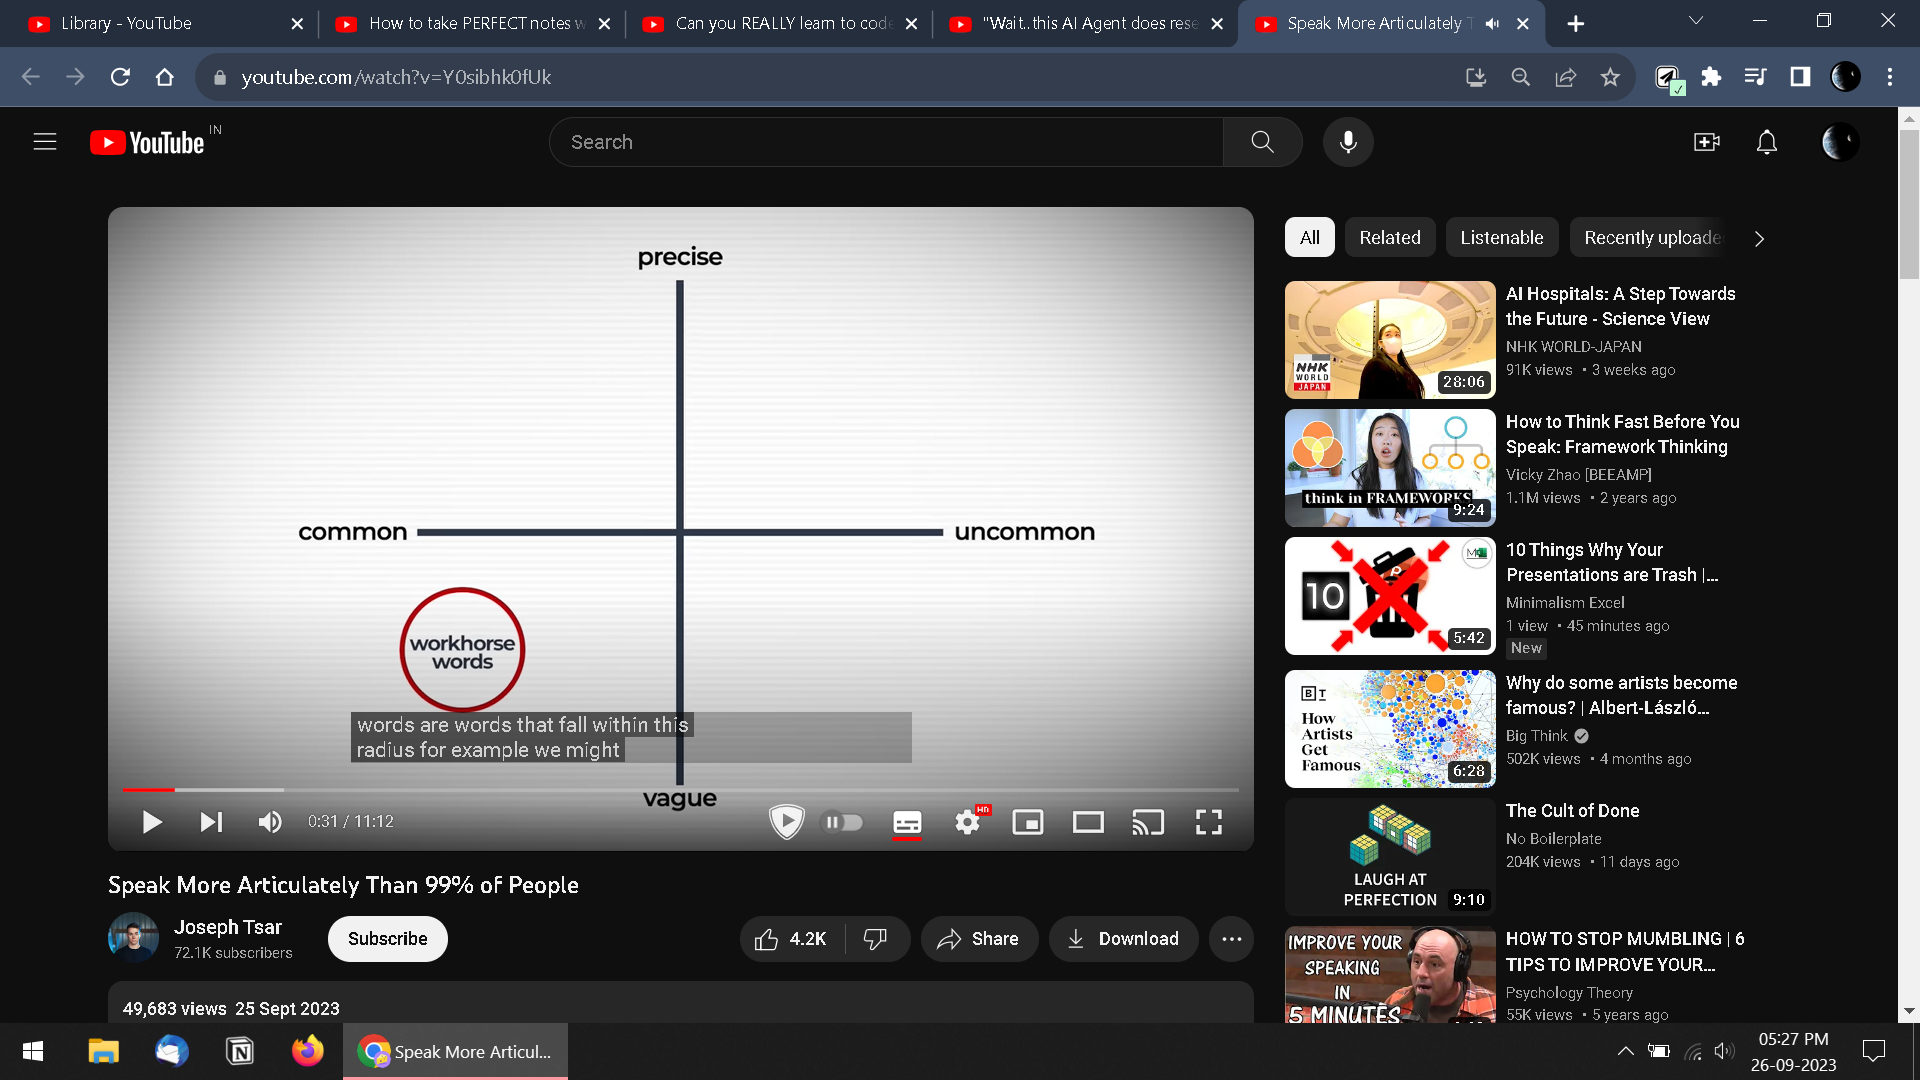 Library - YouTube
How to take PERFECT notes w
Can you REALLY learn to code
"Wait..this AI Agent does rese
Speak More Articulately T
youtube.com/watch?v=Y0sibhk0fUk
YouTube IN
Search
precise
common
uncommon
workhorse
words
words are words that fall within this
radius for example we might
vague
0:31 / 11:12
HD
Speak More Articulately Than 99% of People
Joseph Tsar
72.1K subscribers
Subscribe
4.2K
Share
Download
49,683 views 25 Sept 2023
All
Related
Listenable
Recently uploade
NHK
WORLD
JAPAN
28:06
AI Hospitals: A Step Towards
the Future - Science View
NHK WORLD-JAPAN
91K views • 3 weeks ago
think in FRAMEWORKS
9:24
How to Think Fast Before You
Speak: Framework Thinking
Vicky Zhao [BEEAMP]
1.1M views • 2 years ago
10
5:42
10 Things Why Your
Presentations are Trash |...
Minimalism Excel
1 view • 45 minutes ago
New
B T
How
Artists
Get
Famous
6:28
Why do some artists become
famous? | Albert-László...
Big Think
502K views • 4 months ago
LAUGH AT
PERFECTION
9:10
The Cult of Done
No Boilerplate
204K views • 11 days ago
IMPROVE YOUR
SPEAKING
IN
5 MINUTES
HOW TO STOP MUMBLING | 6
TIPS TO IMPROVE YOUR...
Psychology Theory
55K views • 5 years ago
Speak More Articul...
05:27 PM
26-09-2023